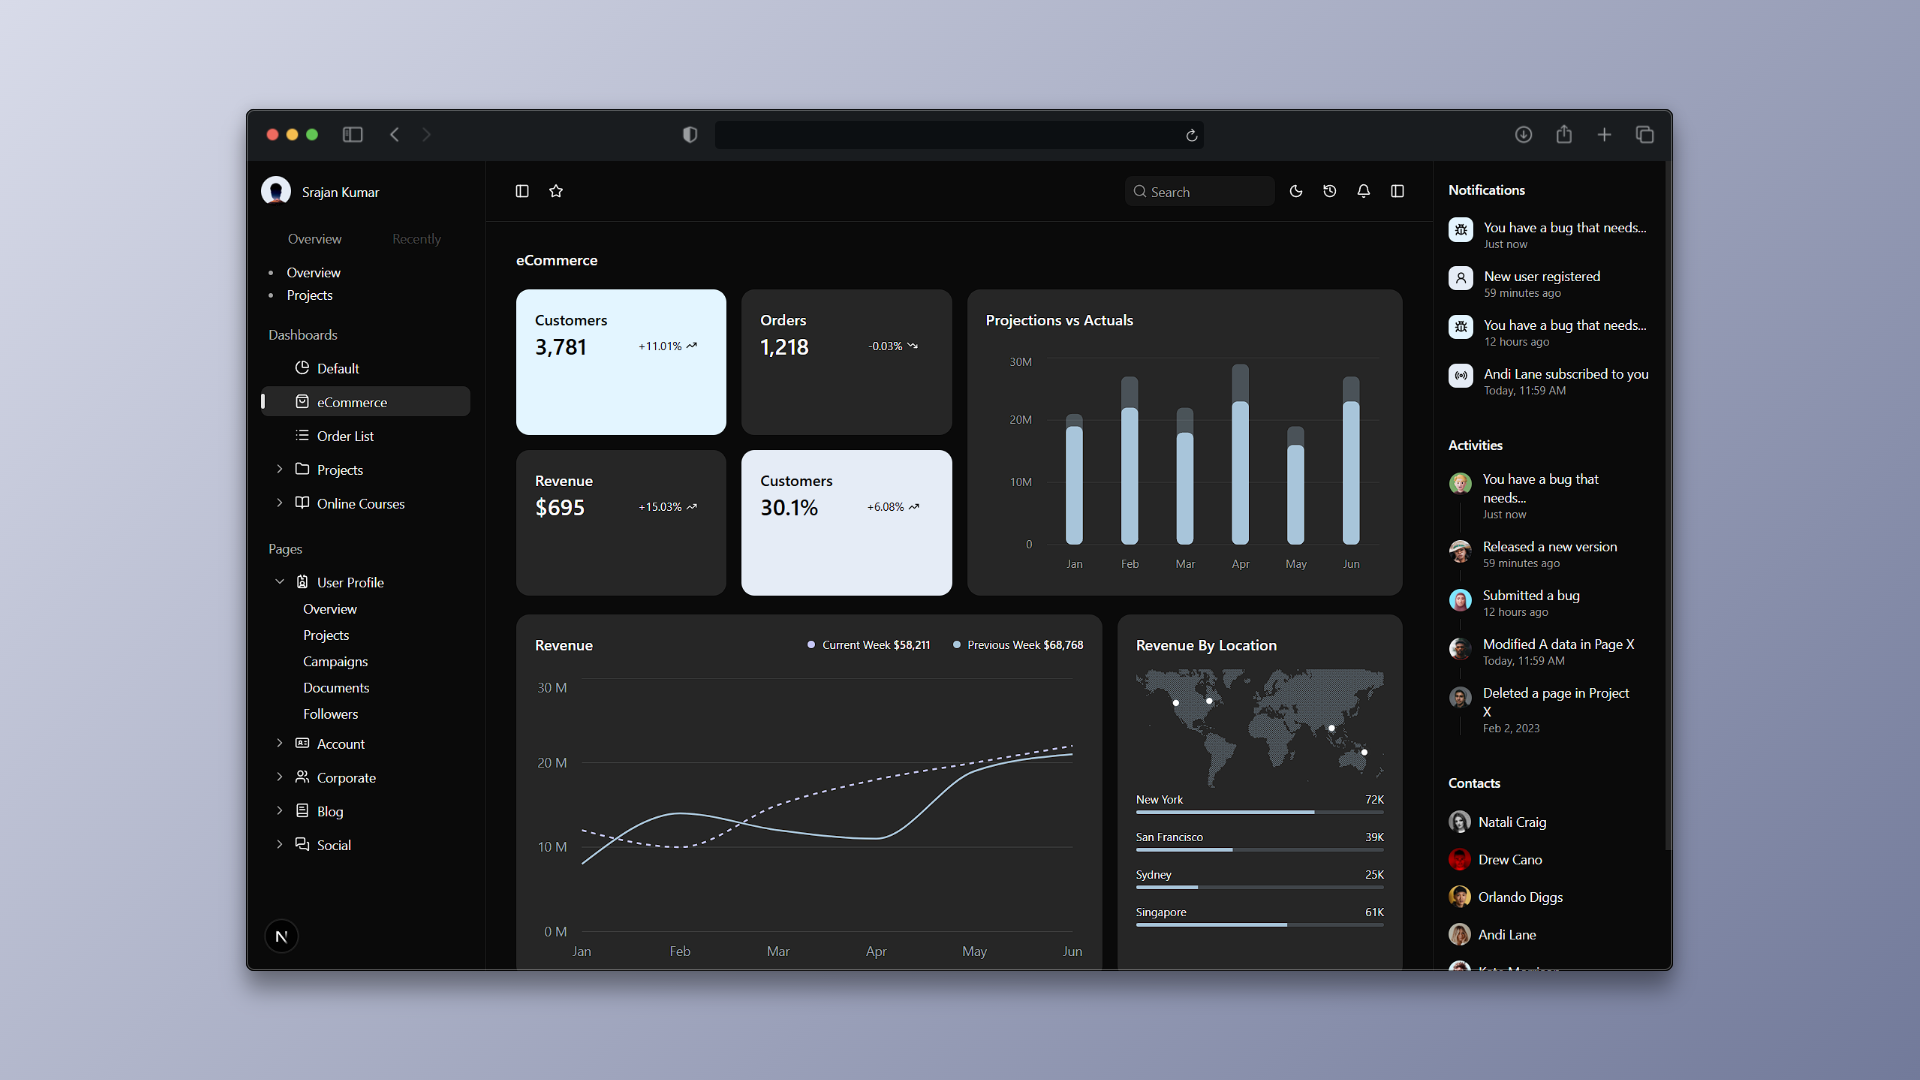 Srajan Kumar
Overview
Recently
Overview
Projects
Dashboards
Default
eCommerce
Order List
Projects
Online Courses
Pages
User Profile
Overview
Projects
Campaigns
Documents
Followers
Account
Corporate
Blog
Social
N
Search
eCommerce
Customers
3,781
+11.01%
Orders
1,218
-0.03%
Revenue
$695
+15.03%
Customers
30.1%
+6.08%
Projections vs Actuals
30M
20M
10M
0
Jan Feb Mar Apr May Jun
Revenue
Current Week $58,211
Previous Week $68,768
30 M
20 M
10 M
0 M
Jan Feb Mar Apr May Jun
Revenue By Location
New York 72K
San Francisco 39K
Sydney 25K
Singapore 61K
Notifications
You have a bug that needs...
Just now
New user registered
59 minutes ago
You have a bug that needs...
12 hours ago
Andi Lane subscribed to you
Today, 11:59 AM
Activities
You have a bug that
needs...
Just now
Released a new version
59 minutes ago
Submitted a bug
12 hours ago
Modified A data in Page X
Today, 11:59 AM
Deleted a page in Project
X
Feb 2, 2023
Contacts
Natali Craig
Drew Cano
Orlando Diggs
Andi Lane